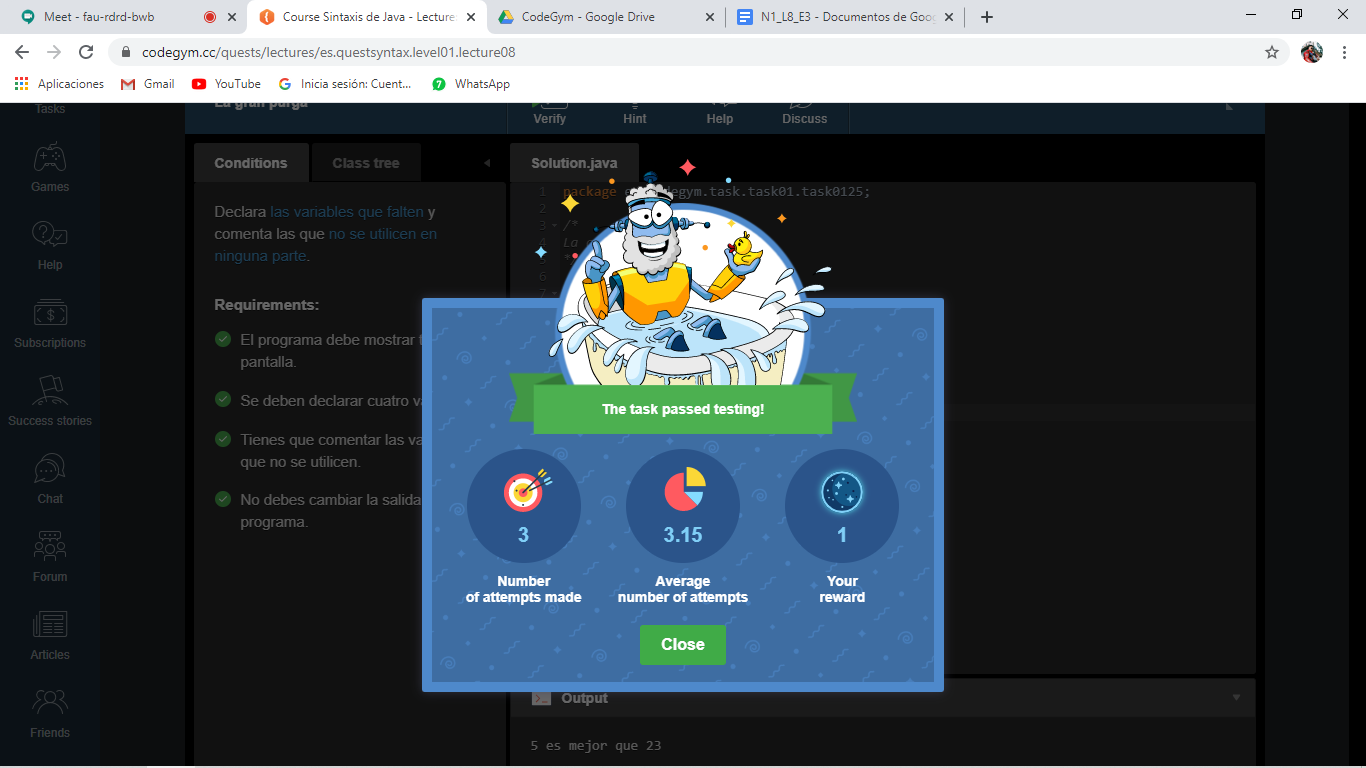 Meet - fau-rdrd-bwb
Course Sintaxis de Java - Lecture:
CodeGym - Google Drive
N1_L8_E3 - Documentos de Goog
codegym.cc/quests/lectures/es.questsyntax.level01.lecture08
Aplicaciones
Gmail
YouTube
Inicia sesión: Cuent...
7
WhatsApp
Tasks
Games
Help
Subscriptions
Success stories
Chat
Forum
Articles
Friends
La gran purga
Verify
Hint
Help
Discuss
Conditions
Class tree
Declara las variables que falten y
comenta las que no se utilicen en
ninguna parte.
Requirements:
El programa debe mostrar
pantalla.
Se deben declarar cuatro
Tienes que comentar las
que no se utilicen.
No debes cambiar la salida
programa.
Solution.java
1 package codegym.task.task01.task0125;
2
3 /*
La
6
7
The task passed testing!
3
Number
of attempts made
3.15
Average
number of attempts
1
Your
reward
Close
Output
5 es mejor que 23